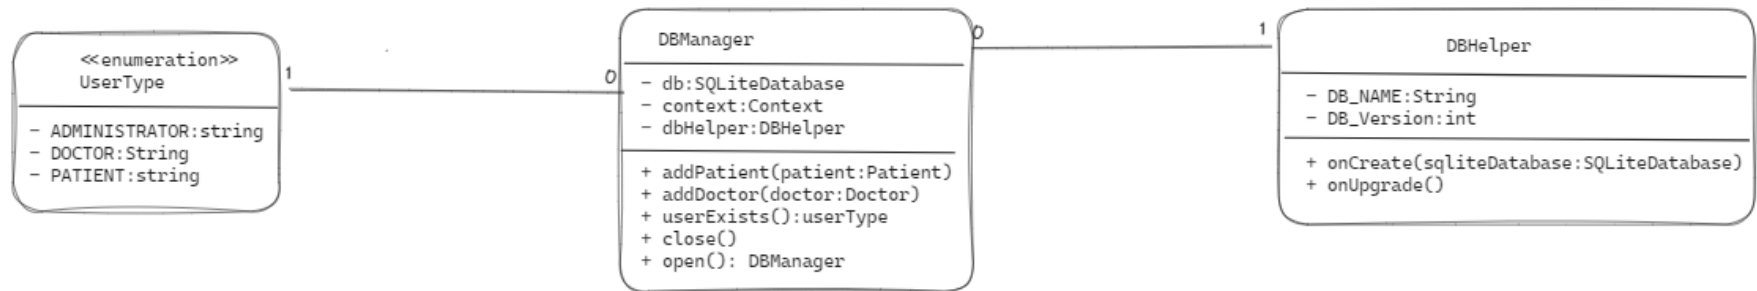 <<enumeration>>
UserType
- ADMINISTRATOR:string
- DOCTOR:String
- PATIENT:string
1
0
DBManager
- db:SQLiteDatabase
- context:Context
- dbHelper:DBHelper
+ addPatient(patient:Patient)
+ addDoctor(doctor:Doctor)
+ userExists():userType
+ close()
+ open(): DBManager
0
1
DBHelper
- DB_NAME:String
- DB_Version:int
+ onCreate(sqliteDatabase:SQLiteDatabase)
+ onUpgrade()